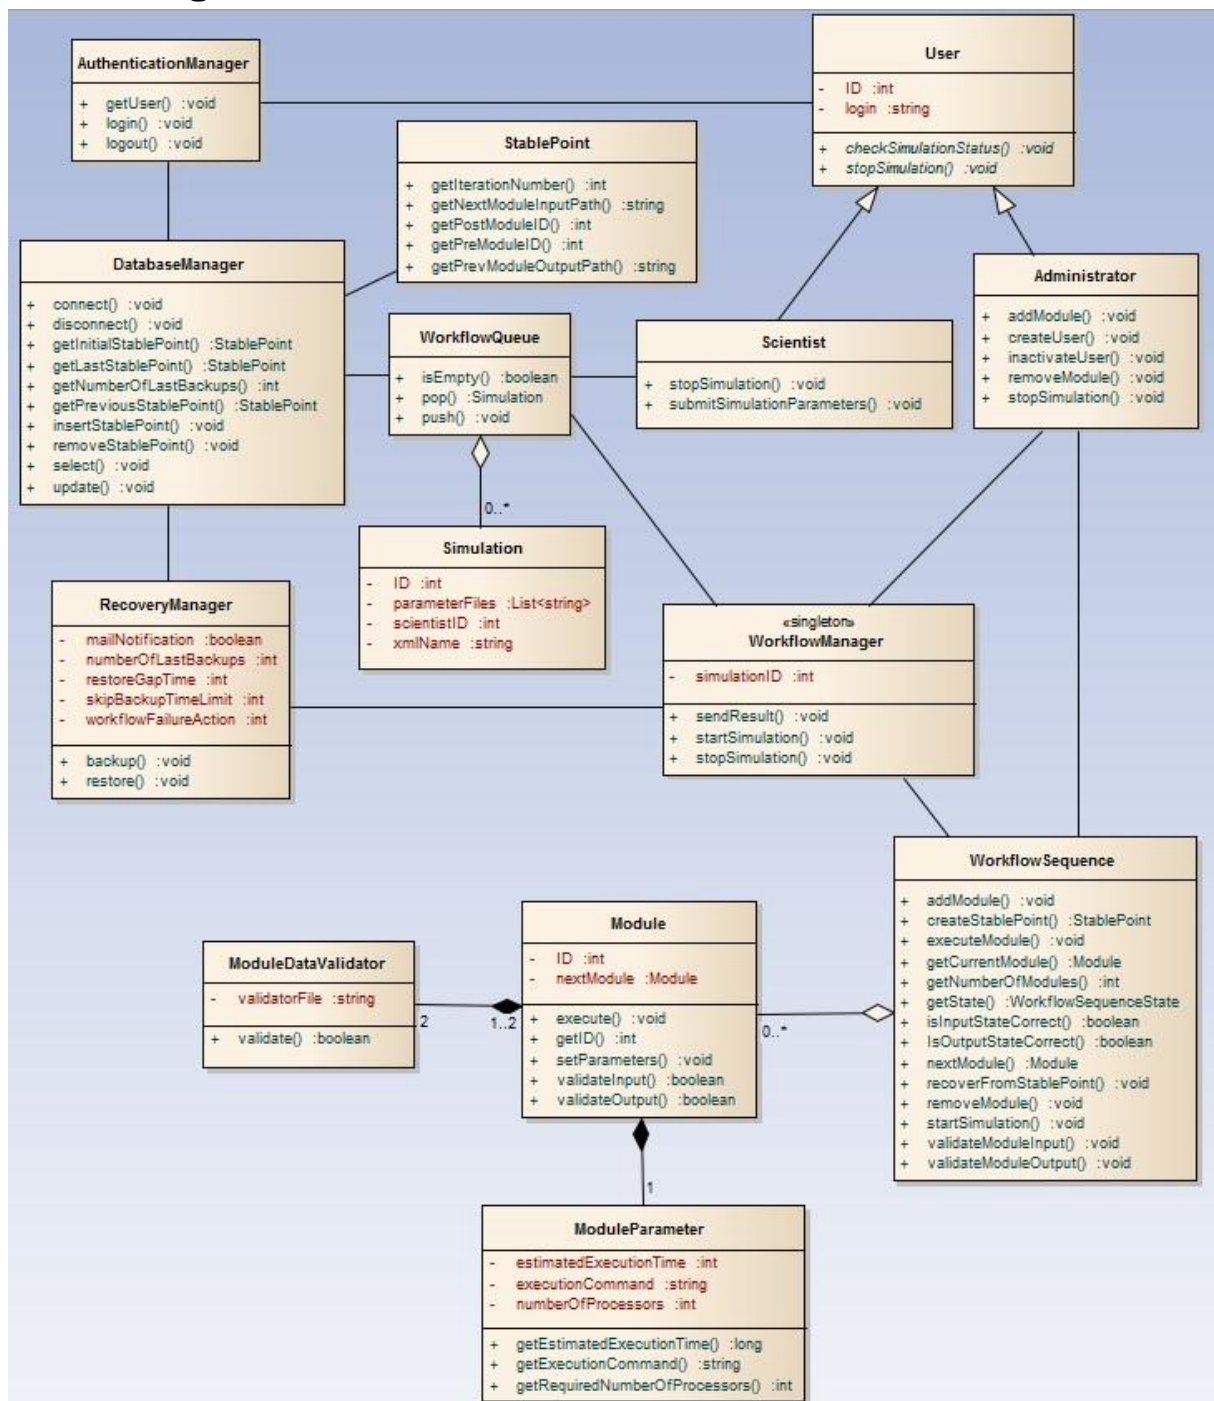 AuthenticationManager
+ getUser() :void
+ login() :void
+ logout() :void
User
- ID :int
- login :string
+ checkSimulationStatus() :void
+ stopSimulation() :void
StablePoint
+ getIterationNumber() :int
+ getNextModuleInputPath() :string
+ getPostModuleID() :int
+ getPreModuleID() :int
+ getPrevModuleOutputPath() :string
DatabaseManager
+ connect() :void
+ disconnect() :void
+ getInitialStablePoint() :StablePoint
+ getLastStablePoint() :StablePoint
+ getNumberOfLastBackups() :int
+ getPreviousStablePoint() :StablePoint
+ insertStablePoint() :void
+ removeStablePoint() :void
+ select() :void
+ update() :void
WorkflowQueue
+ isEmpty() :boolean
+ pop() :Simulation
+ push() :void
Scientist
+ stopSimulation() :void
+ submitSimulationParameters() :void
Administrator
+ addModule() :void
+ createUser() :void
+ inactivateUser() :void
+ removeModule() :void
+ stopSimulation() :void
0..*
Simulation
- ID :int
- parameterFiles :List<string>
- scientistID :int
- xmlName :string
RecoveryManager
- mailNotification :boolean
- numberOfLastBackups :int
- restoreGapTime :int
- skipBackupTimeLimit :int
- workflowFailureAction :int
+ backup() :void
+ restore() :void
«singleton»
WorkflowManager
- simulationID :int
+ sendResult() :void
+ startSimulation() :void
+ stopSimulation() :void
WorkflowSequence
+ addModule() :void
+ createStablePoint() :StablePoint
+ executeModule() :void
+ getCurrentModule() :Module
+ getNumberOfModules() :int
+ getState() :WorkflowSequenceState
+ isInputStateCorrect() :boolean
+ IsOutputStateCorrect() :boolean
+ nextModule() :Module
+ recoverFromStablePoint() :void
+ removeModule() :void
+ startSimulation() :void
+ validateModuleInput() :void
+ validateModuleOutput() :void
Module
- ID :int
- nextModule :Module
+ execute() :void
+ getID() :int
+ setParameters() :void
+ validateInput() :boolean
+ validateOutput() :boolean
0..*
ModuleDataValidator
- validatorFile :string
+ validate() :boolean
2
1..2
1
ModuleParameter
- estimatedExecutionTime :int
- executionCommand :string
- numberOfProcessors :int
+ getEstimatedExecutionTime() :long
+ getExecutionCommand() :string
+ getRequiredNumberOfProcessors() :int